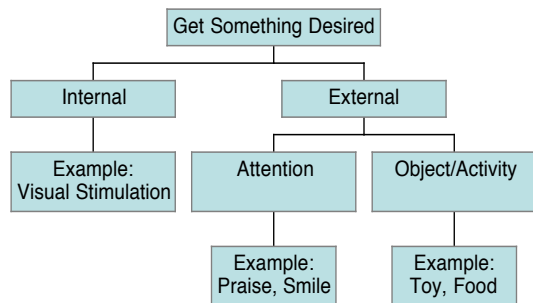 Get Something Desired
Internal
External
Example:
Visual Stimulation
Attention
Object/Activity
Example:
Praise, Smile
Example:
Toy, Food